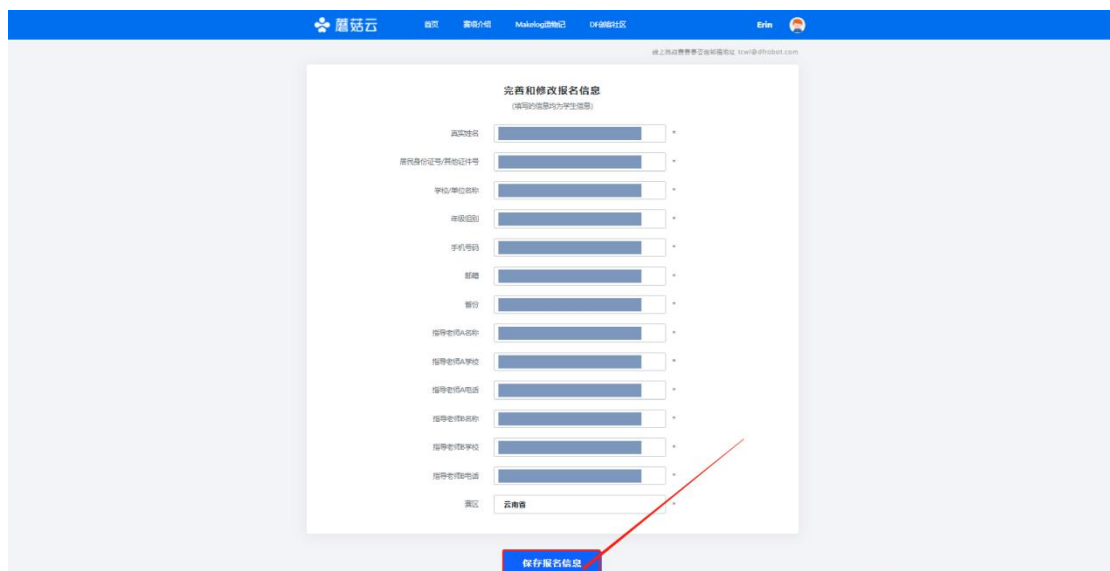 蘑菇云
首页 赛项介绍 Makelog造物记 DF创客社区 Erin
完善和修改报名信息
(填写的信息均为学生信息)
真实姓名 *
居民身份证号/其他证件号 *
学校/单位名称 *
年级组别 *
手机号码 *
邮箱 *
省份 *
指导老师A名称 *
指导老师A学校 *
指导老师A电话 *
指导老师B名称 *
指导老师B学校 *
指导老师B电话 *
赛区 云南省 *
保存报名信息